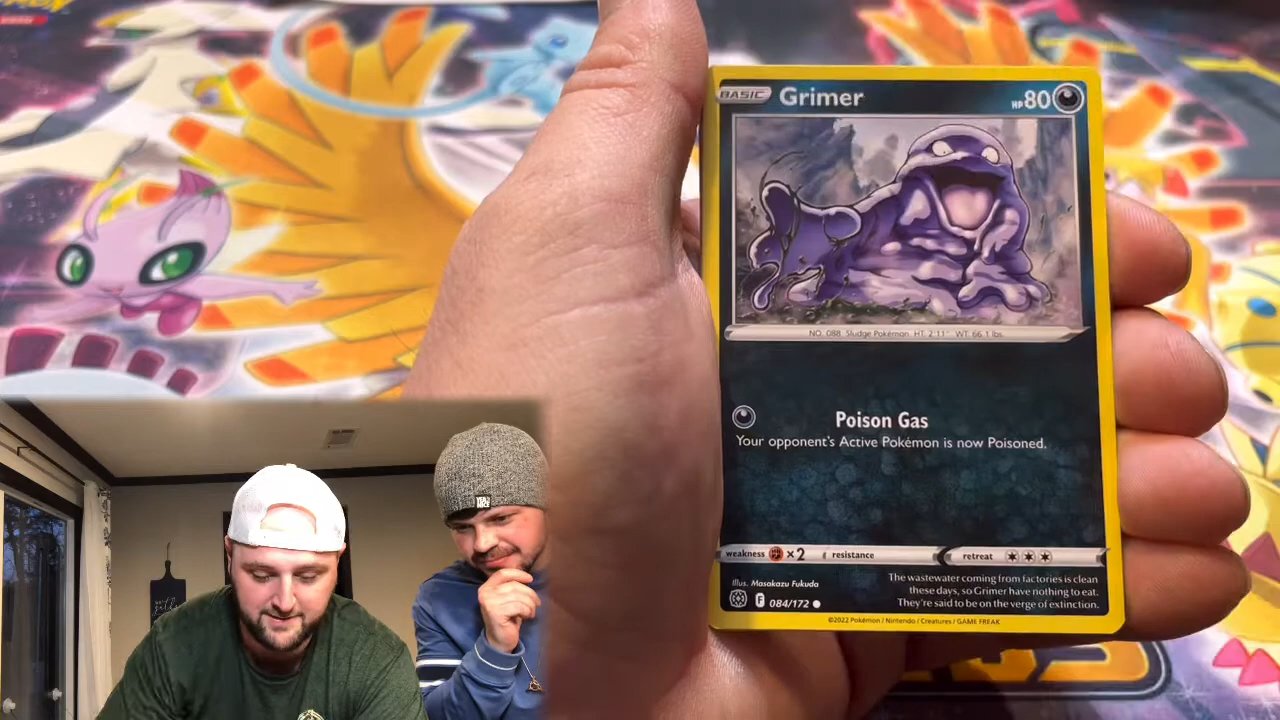 BASIC Grimer HP 80
NO. 088 Sludge Pokémon HT: 2'11" WT: 66.1 lbs.
Poison Gas
Your opponent's Active Pokémon is now Poisoned.
weakness ×2 resistance retreat
Illus. Masakazu Fukuda
The wastewater coming from factories is clean
these days, so Grimer have nothing to eat.
They're said to be on the verge of extinction.
F 084/172
©2022 Pokémon / Nintendo / Creatures / GAME FREAK